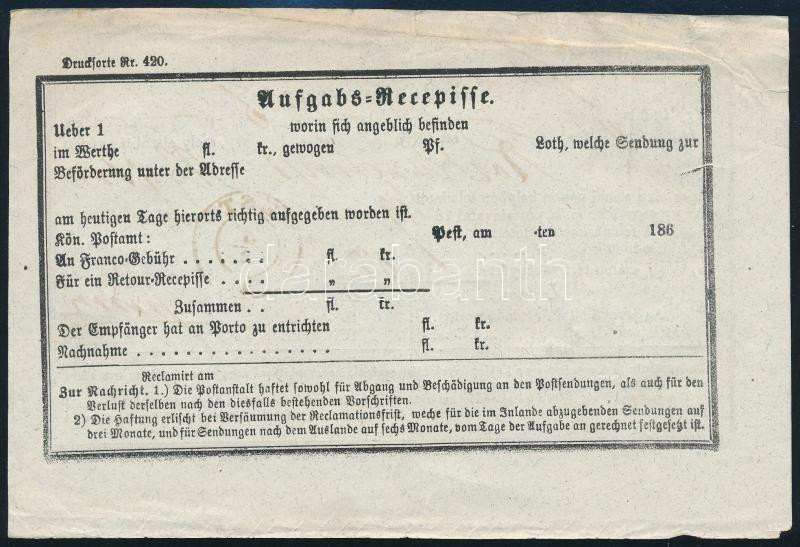 Drucksorte Nr. 420.
Aufgabs-Recepisse.
Ueber 1 worin sich angeblich befinden
im Werthe fl. kr., gewogen Pf. Loth, welche Sendung zur
Beförderung unter der Adresse
am heutigen Tage hierorts richtig aufgegeben worden ist.
Kön. Postamt: Pest, am ·ten 186
An Franco-Gebühr . . . . . . . fl. kr.
Für ein Retour-Recepisse . . . . „ „
Zusammen . . fl. kr.
Der Empfänger hat an Porto zu entrichten fl. kr.
Nachnahme . . . . . . . . . . . . . . . . fl. kr.
Reclamirt am
Zur Nachricht. 1.) Die Postanstalt haftet sowohl für Abgang und Beschädigung an den Postsendungen, als auch für den
Verlust derselben nach den diesfalls bestehenden Vorschriften.
2) Die Haftung erlischt bei Versäumung der Reclamationsfrist, weche für die im Inlande abzugebenden Sendungen auf
drei Monate, und für Sendungen nach dem Auslande auf sechs Monate, vom Tage der Aufgabe an gerechnet festgesetzt ist.
darabanth